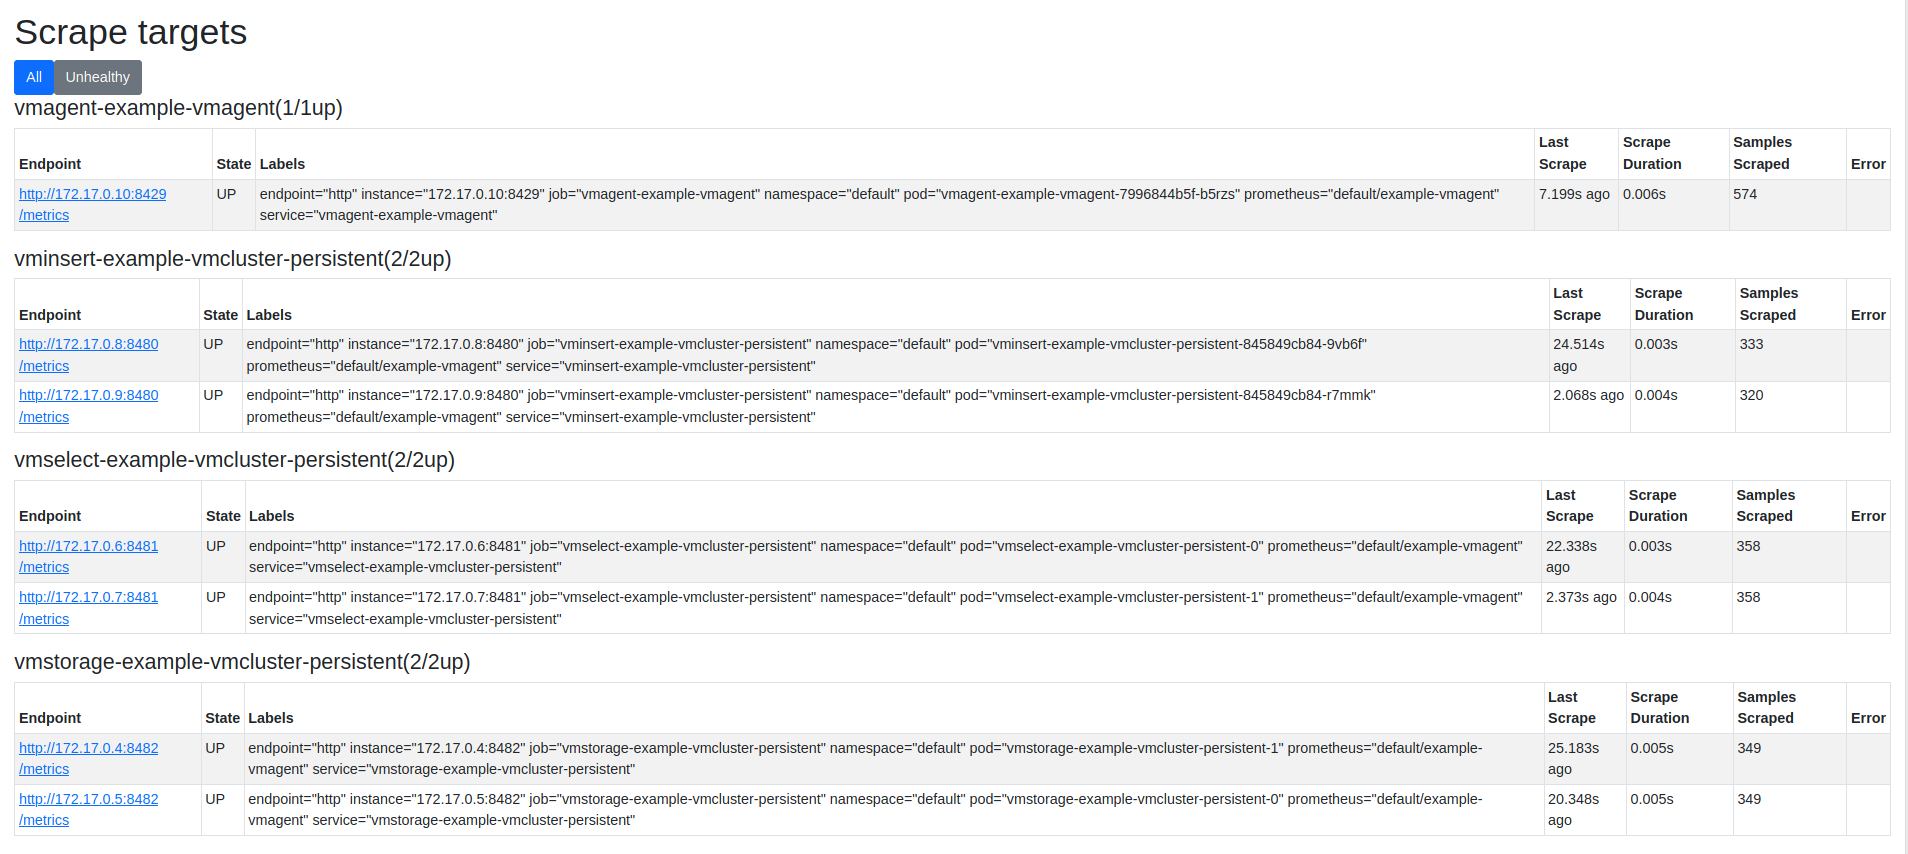 Scrape targets
All Unhealthy
vmagent-example-vmagent(1/1up)
Endpoint State Labels Last Scrape Scrape Duration Samples Scraped Error
http://172.17.0.10:8429/metrics UP endpoint="http" instance="172.17.0.10:8429" job="vmagent-example-vmagent" namespace="default" pod="vmagent-example-vmagent-7996844b5f-b5rzs" prometheus="default/example-vmagent" service="vmagent-example-vmagent" 7.199s ago 0.006s 574
vminsert-example-vmcluster-persistent(2/2up)
Endpoint State Labels Last Scrape Scrape Duration Samples Scraped Error
http://172.17.0.8:8480/metrics UP endpoint="http" instance="172.17.0.8:8480" job="vminsert-example-vmcluster-persistent" namespace="default" pod="vminsert-example-vmcluster-persistent-845849cb84-9vb6f" prometheus="default/example-vmagent" service="vminsert-example-vmcluster-persistent" 24.514s ago 0.003s 333
http://172.17.0.9:8480/metrics UP endpoint="http" instance="172.17.0.9:8480" job="vminsert-example-vmcluster-persistent" namespace="default" pod="vminsert-example-vmcluster-persistent-845849cb84-r7mmk" prometheus="default/example-vmagent" service="vminsert-example-vmcluster-persistent" 2.068s ago 0.004s 320
vmselect-example-vmcluster-persistent(2/2up)
Endpoint State Labels Last Scrape Scrape Duration Samples Scraped Error
http://172.17.0.6:8481/metrics UP endpoint="http" instance="172.17.0.6:8481" job="vmselect-example-vmcluster-persistent" namespace="default" pod="vmselect-example-vmcluster-persistent-0" prometheus="default/example-vmagent" service="vmselect-example-vmcluster-persistent" 22.338s ago 0.003s 358
http://172.17.0.7:8481/metrics UP endpoint="http" instance="172.17.0.7:8481" job="vmselect-example-vmcluster-persistent" namespace="default" pod="vmselect-example-vmcluster-persistent-1" prometheus="default/example-vmagent" service="vmselect-example-vmcluster-persistent" 2.373s ago 0.004s 358
vmstorage-example-vmcluster-persistent(2/2up)
Endpoint State Labels Last Scrape Scrape Duration Samples Scraped Error
http://172.17.0.4:8482/metrics UP endpoint="http" instance="172.17.0.4:8482" job="vmstorage-example-vmcluster-persistent" namespace="default" pod="vmstorage-example-vmcluster-persistent-1" prometheus="default/example-vmagent" service="vmstorage-example-vmcluster-persistent" 25.183s ago 0.005s 349
http://172.17.0.5:8482/metrics UP endpoint="http" instance="172.17.0.5:8482" job="vmstorage-example-vmcluster-persistent" namespace="default" pod="vmstorage-example-vmcluster-persistent-0" prometheus="default/example-vmagent" service="vmstorage-example-vmcluster-persistent" 20.348s ago 0.005s 349